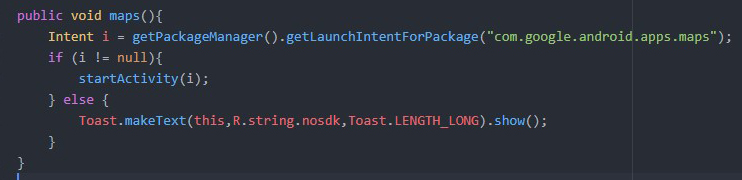 public void maps(){
    Intent i = getPackageManager().getLaunchIntentForPackage("com.google.android.apps.maps");
    if (i != null){
        startActivity(i);
    } else {
        Toast.makeText(this,R.string.nosdk,Toast.LENGTH_LONG).show();
    }
}